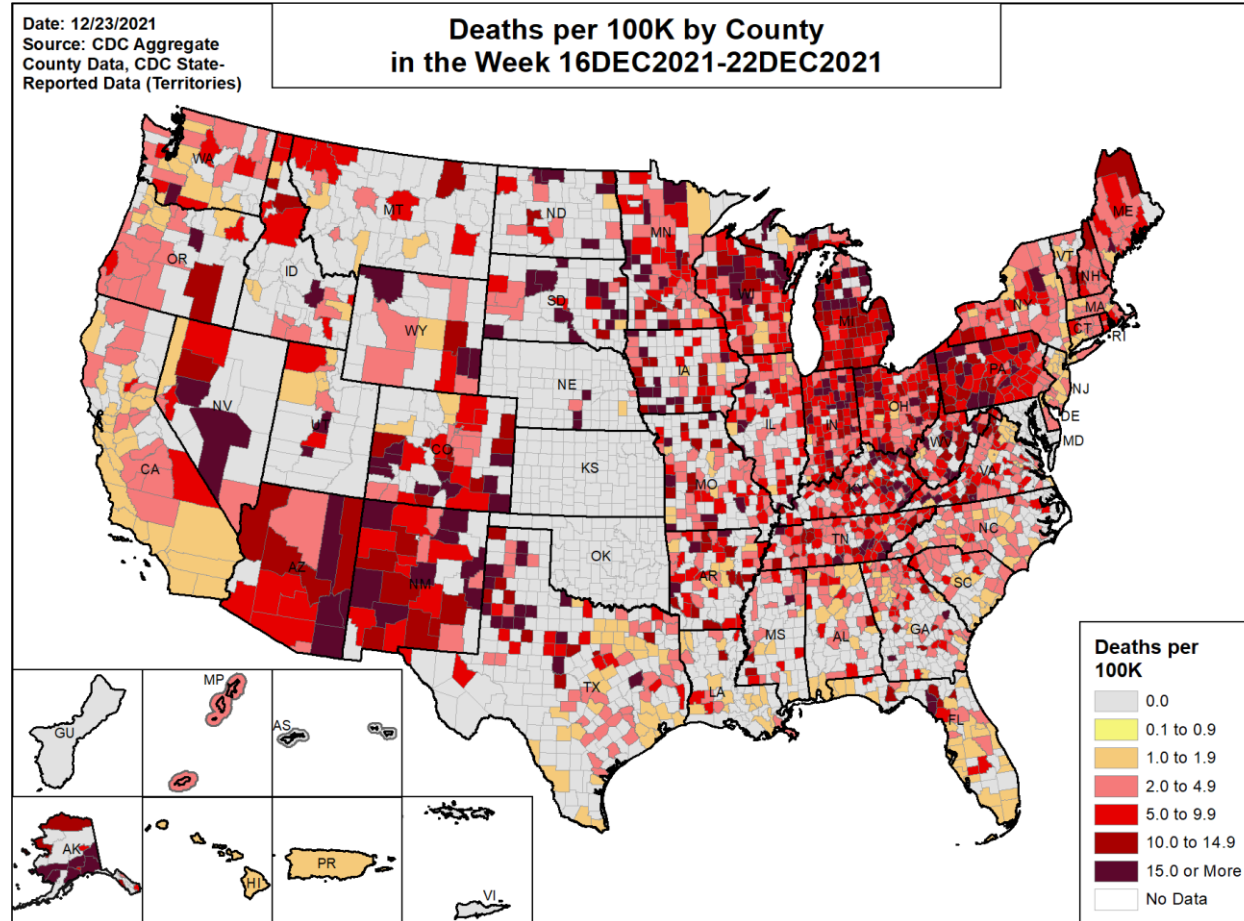 Date: 12/23/2021
Source: CDC Aggregate
County Data, CDC State-
Reported Data (Territories)
Deaths per 100K by County
in the Week 16DEC2021-22DEC2021
WA
MT
ND
MN
ME
OR
ID
SD
WI
MI
VT
NH
NY
MA
CT
RI
WY
IA
PA
NE
NJ
NV
UT
CO
IL
IN
OH
DE
MD
WV
VA
CA
KS
MO
KY
AZ
NM
OK
AR
TN
NC
SC
MS
AL
GA
TX
LA
FL
GU
MP
AS
AK
HI
PR
VI
Deaths per
100K
0.0
0.1 to 0.9
1.0 to 1.9
2.0 to 4.9
5.0 to 9.9
10.0 to 14.9
15.0 or More
No Data